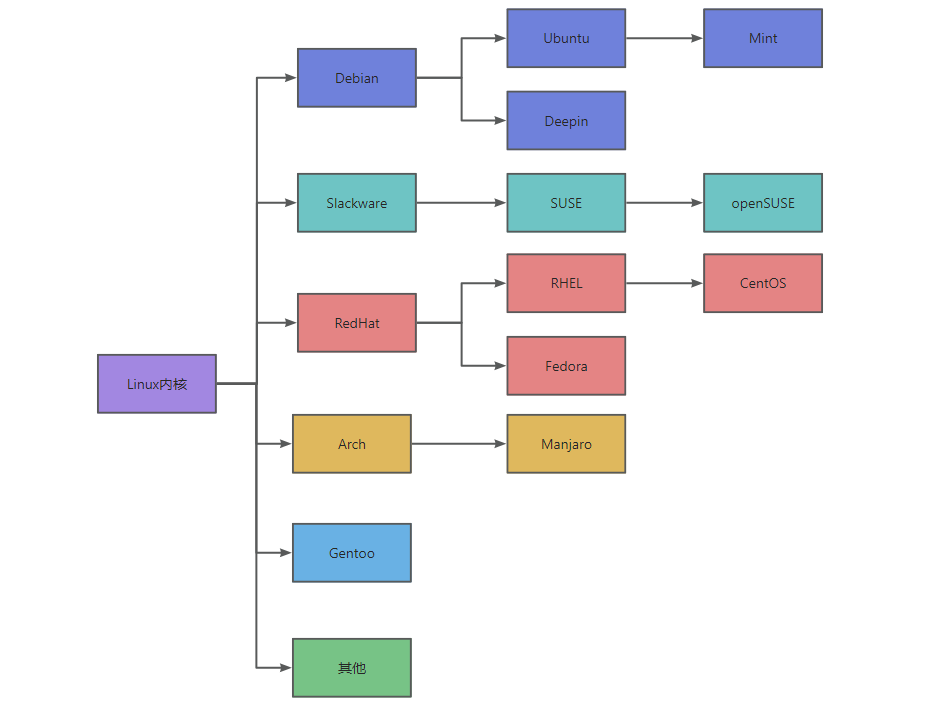 Ubuntu
Mint
Debian
Deepin
Slackware
SUSE
openSUSE
RHEL
CentOS
RedHat
Fedora
Linux内核
Arch
Manjaro
Gentoo
其他